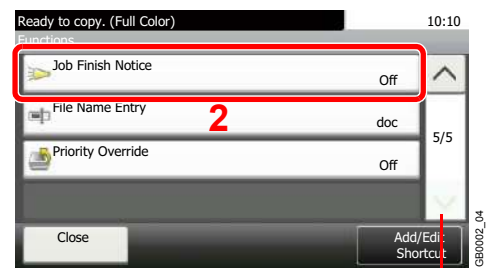 Ready to copy. (Full Color) 10:10
Functions
Job Finish Notice
Off
File Name Entry
2
doc
5/5
Priority Override
Off
Close
Add/Edit
Shortcut
GB0002_04